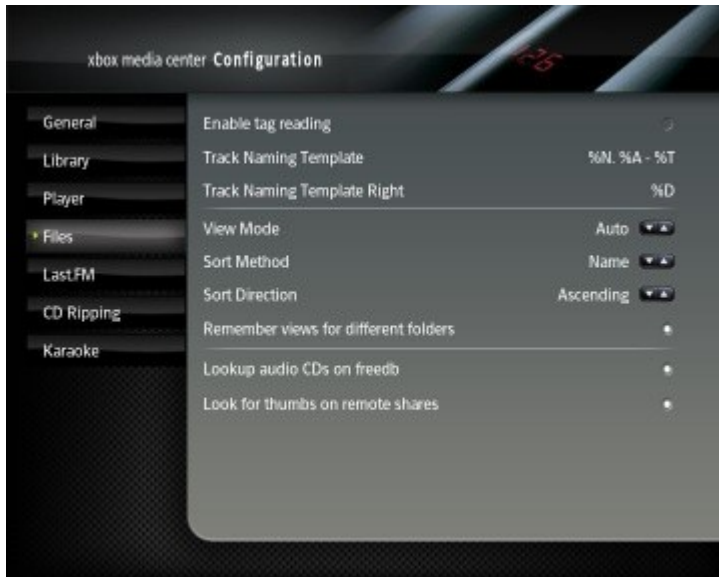 xbox media center Configuration
General
Library
Player
Files
Last.FM
CD Ripping
Karaoke
Enable tag reading
Track Naming Template %N. %A - %T
Track Naming Template Right %D
View Mode Auto
Sort Method Name
Sort Direction Ascending
Remember views for different folders
Lookup audio CDs on freedb
Look for thumbs on remote shares